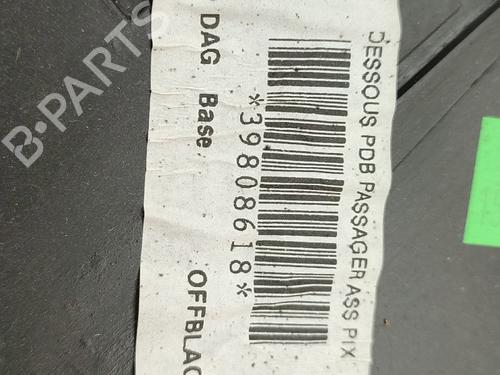 DESSOUS PDB PASSAGER ASS PIX
*39808618*
DAG Base OFFBLAC
B-PARTS